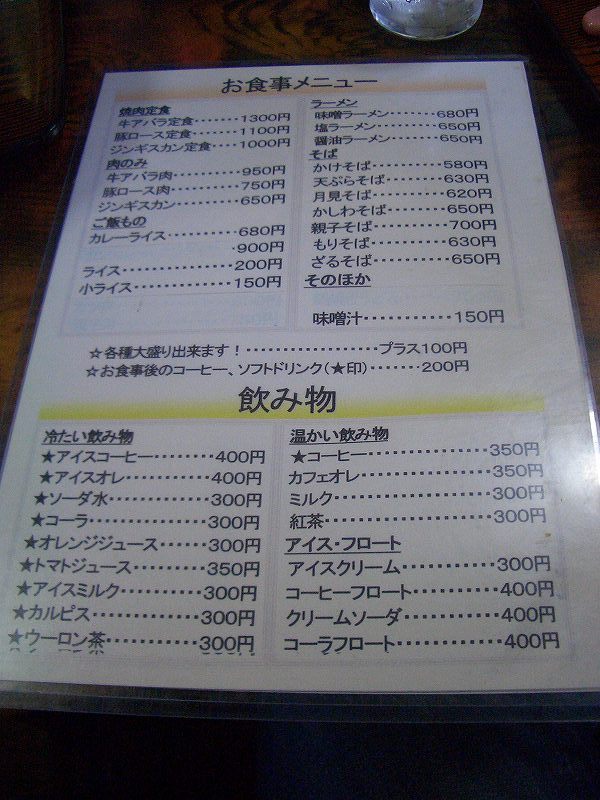 お食事メニュー
焼肉定食
牛アバラ定食········1300円
豚ロース定食········1100円
ジンギスカン定食····1000円
肉のみ
牛アバラ肉··········950円
豚ロース肉··········750円
ジンギスカン········650円
ご飯もの
カレーライス·········680円
·900円
ライス··············200円
小ライス············150円
ラーメン
味噌ラーメン········680円
塩ラーメン··········650円
醤油ラーメン········650円
そば
かけそば············580円
天ぷらそば··········630円
月見そば············620円
かしわそば··········650円
親子そば············700円
もりそば············630円
ざるそば············650円
そのほか
味噌汁··············150円
☆各種大盛り出来ます！··················プラス100円
☆お食事後のコーヒー、ソフトドリンク(★印)·······200円
飲み物
冷たい飲み物
★アイスコーヒー·········400円
★アイスオレ············400円
★ソーダ水·············300円
★コーラ···············300円
★オレンジジュース······300円
★トマトジュース········350円
★アイスミルク··········300円
★カルピス·············300円
★ウーロン茶···········300円
温かい飲み物
★コーヒー···············350円
カフェオレ···············350円
ミルク··················300円
紅茶···················300円
アイス・フロート
アイスクリーム···········300円
コーヒーフロート·········400円
クリームソーダ···········400円
コーラフロート···········400円